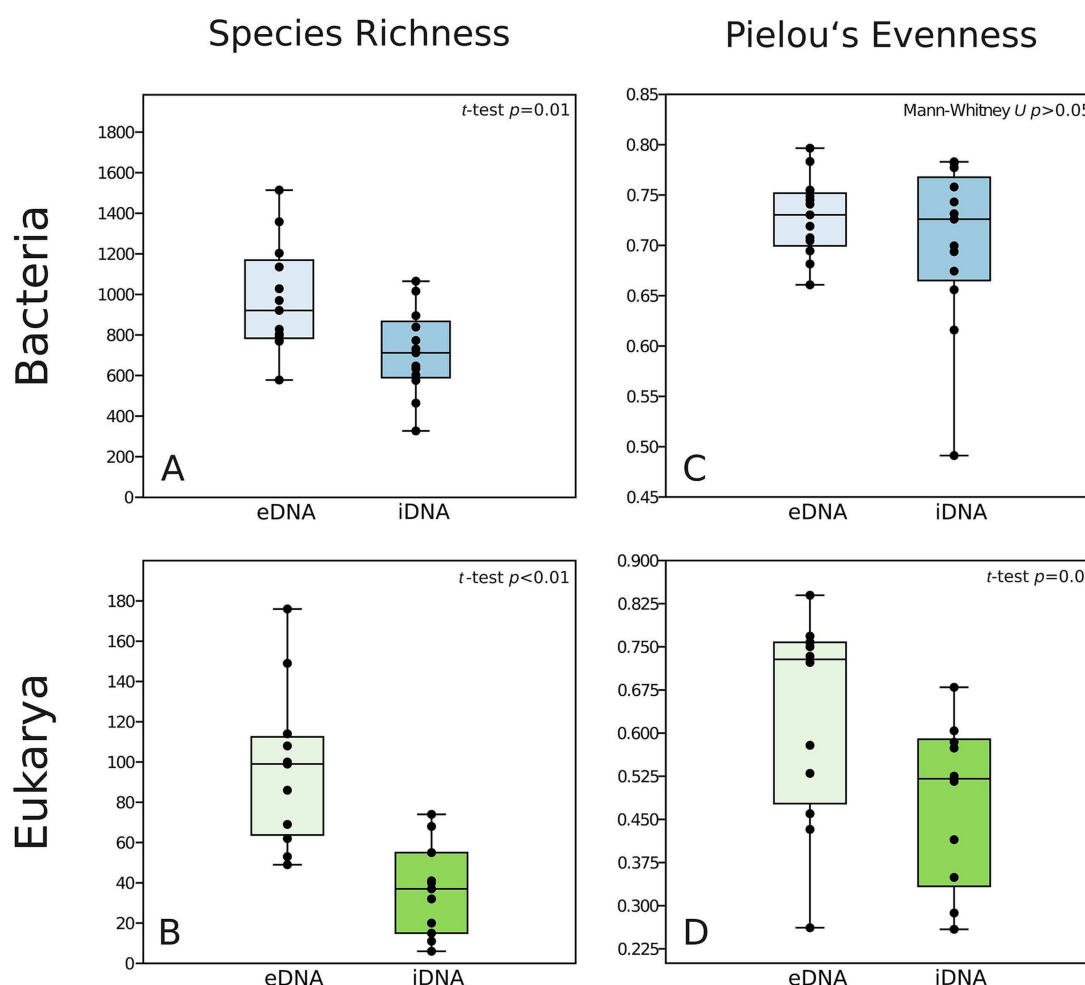 Species Richness
Pielou‘s Evenness
Bacteria
t-test p=0.01
1800
1600
1400
1200
1000
800
600
400
200
0
A
eDNA
iDNA
Mann-Whitney U p>0.05
0.85
0.80
0.75
0.70
0.65
0.60
0.55
0.50
0.45
C
eDNA
iDNA
Eukarya
t-test p<0.01
180
160
140
120
100
80
60
40
20
0
B
eDNA
iDNA
t-test p=0.0
0.900
0.825
0.750
0.675
0.600
0.525
0.450
0.375
0.300
0.225
D
eDNA
iDNA